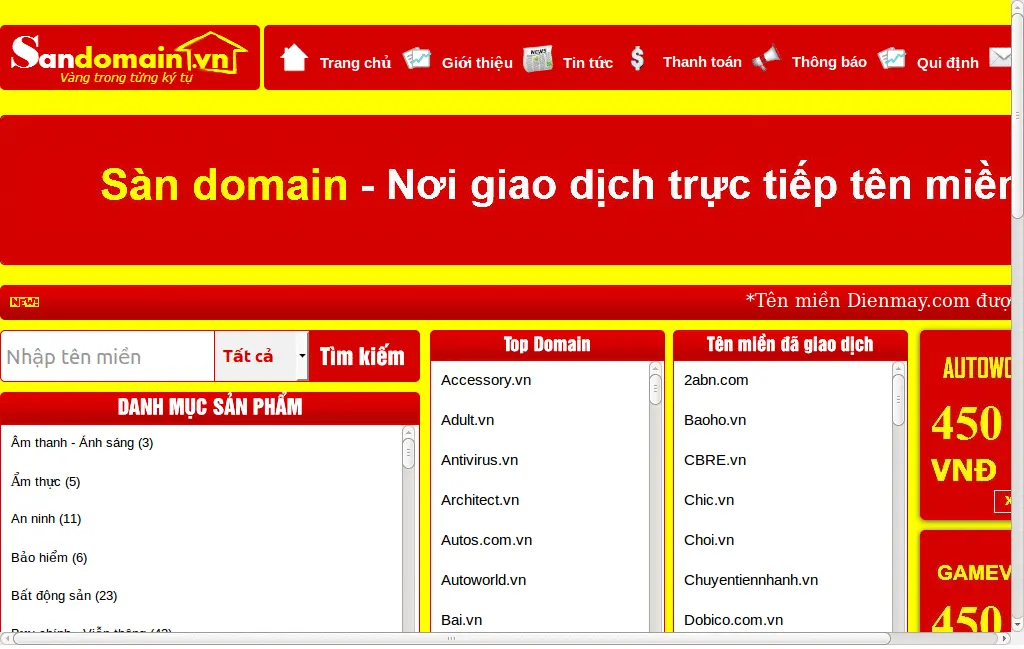 Sandomain.vn
Vàng trong từng ký tự
Trang chủ
Giới thiệu
NEWS
Tin tức
Thanh toán
Thông báo
Qui định
Sàn domain - Nơi giao dịch trực tiếp tên miền
NEW!
*Tên miền Dienmay.com đượ
Nhập tên miền
Tất cả
Tìm kiếm
DANH MỤC SẢN PHẨM
Âm thanh - Ánh sáng (3)
Ẩm thực (5)
An ninh (11)
Bảo hiểm (6)
Bất động sản (23)
Bưu chính - Viễn thông (42)
Top Domain
Accessory.vn
Adult.vn
Antivirus.vn
Architect.vn
Autos.com.vn
Autoworld.vn
Bai.vn
Tên miền đã giao dịch
2abn.com
Baoho.vn
CBRE.vn
Chic.vn
Choi.vn
Chuyentiennhanh.vn
Dobico.com.vn
AUTOWO
450
VNĐ
X
GAMEV
450